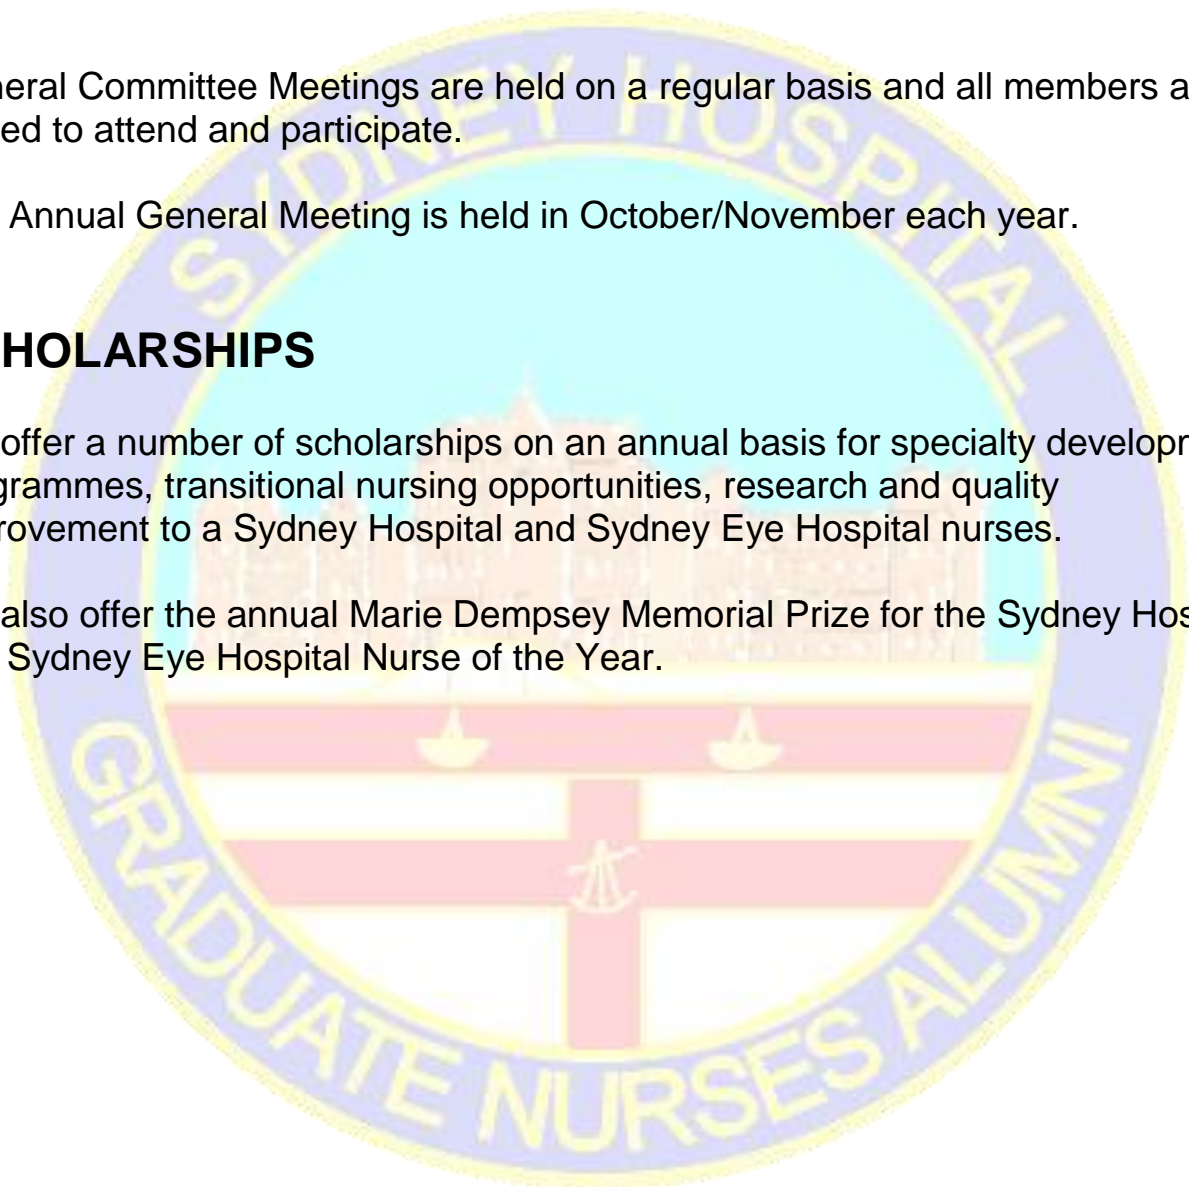 neral Committee Meetings are held on a regular basis and all members a
ed to attend and participate.
Annual General Meeting is held in October/November each year.
HOLARSHIPS
offer a number of scholarships on an annual basis for specialty developr
grammes, transitional nursing opportunities, research and quality
rovement to a Sydney Hospital and Sydney Eye Hospital nurses.
also offer the annual Marie Dempsey Memorial Prize for the Sydney Hos
Sydney Eye Hospital Nurse of the Year.
SYDNEY HOSPITAL
GRADUATE NURSES ALUMNI